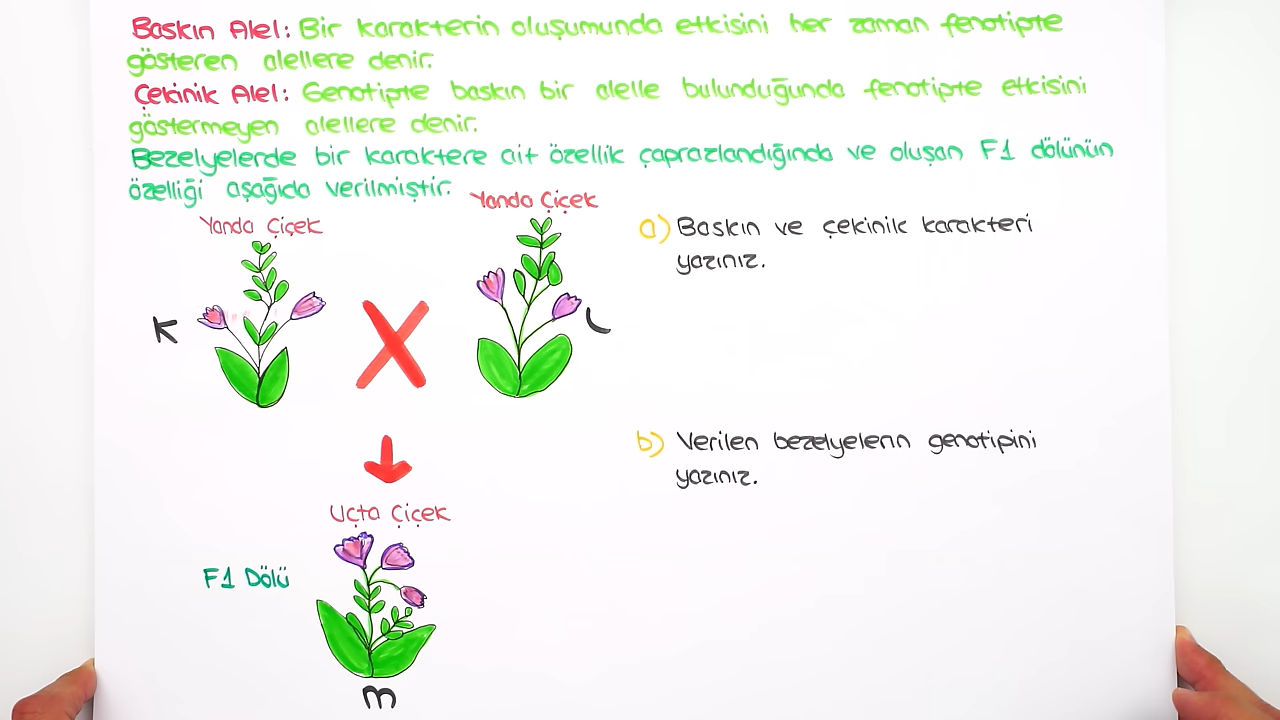 Baskın Alel: Bir karakterin oluşumunda etkisini her zaman fenotipte
gösteren alellere denir.
Çekinik Alel: Genotipte baskın bir alelle bulunduğunda fenotipte etkisini
göstermeyen alellere denir.
Bezelyelerde bir karaktere ait özellik çaprazlandığında ve oluşan F1 dölünün
özelliği aşağıda verilmiştir.
Yanda Çiçek
Yanda Çiçek
K
X
L
Uçta Çiçek
F1 Dölü
m
a) Baskın ve çekinik karakteri
yazınız.
b) Verilen bezelyelerin genotipini
yazınız.